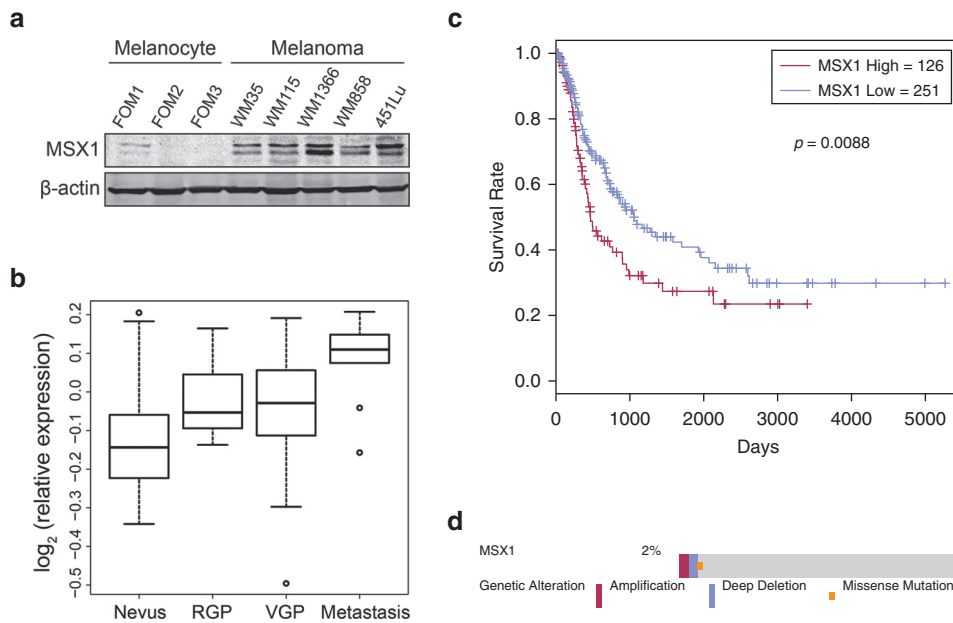 a
Melanocyte Melanoma
FOM1 FOM2 FOM3 WM35 WM115 WM1366 WM858 451Lu
MSX1
β-actin
b
log2 (relative expression)
0.2
0.1
0.0
−0.1
−0.2
−0.3
−0.4
−0.5
Nevus RGP VGP Metastasis
c
Survival Rate
1.0
0.8
0.6
0.4
0.2
0.0
MSX1 High = 126
MSX1 Low = 251
p = 0.0088
0 1000 2000 3000 4000 5000
Days
d
MSX1 2%
Genetic Alteration Amplification Deep Deletion Missense Mutation